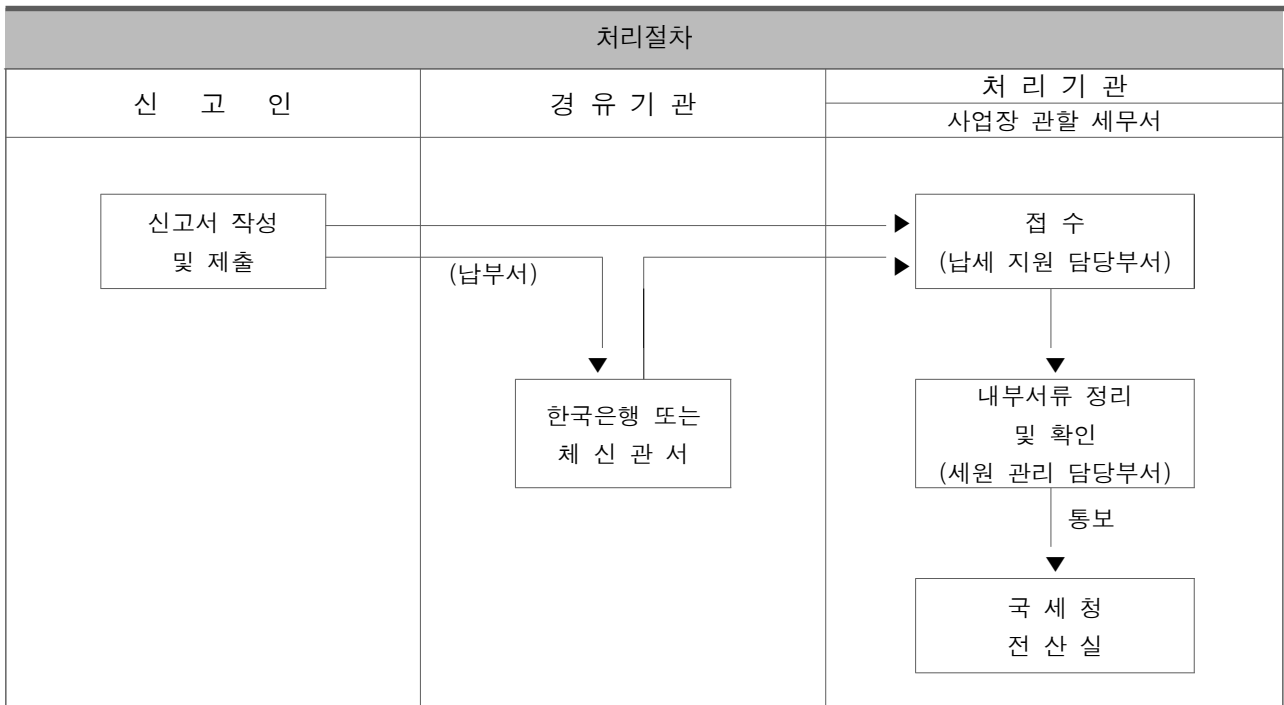 처리절차
신 고 인
경 유 기 관
처 리 기 관
사업장 관할 세무서
신고서 작성
및 제출
(납부서)
접 수
(납세 지원 담당부서)
한국은행 또는
체 신 관 서
내부서류 정리
및 확인
(세원 관리 담당부서)
통보
국 세 청
전 산 실